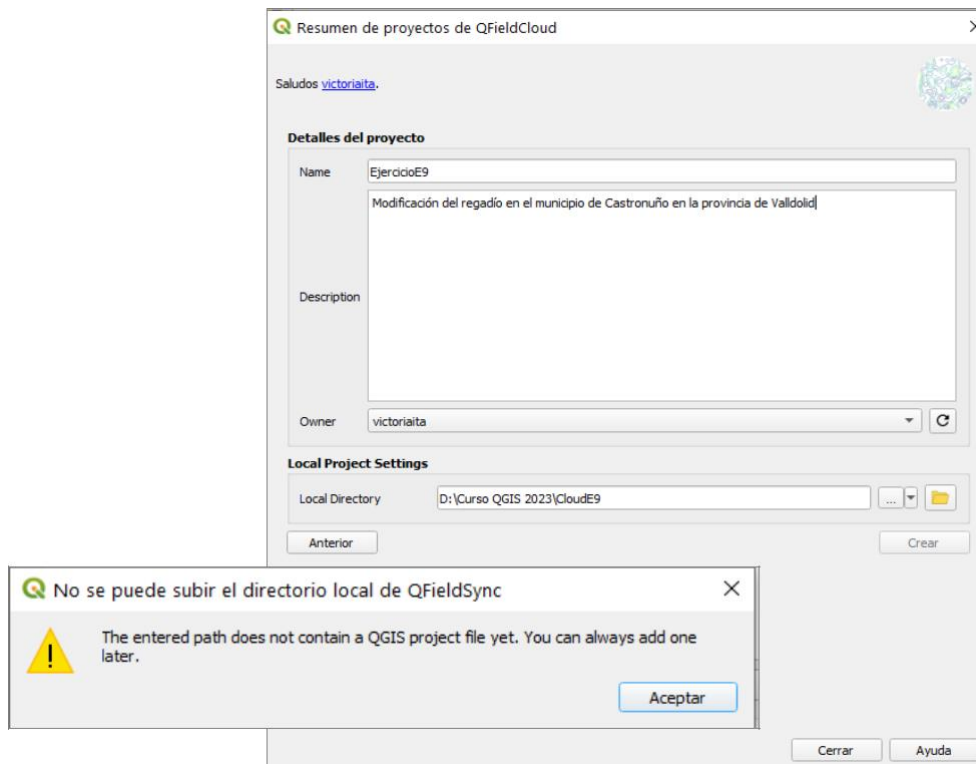 Resumen de proyectos de QFieldCloud
Saludos victoriaita.
Detalles del proyecto
Name
EjercicioE9
Modificación del regadío en el municipio de Castronuño en la provincia de Valldolid
Description
Owner
victoriaita
Local Project Settings
Local Directory
D:\Curso QGIS 2023\CloudE9
...
Anterior
Crear
No se puede subir el directorio local de QFieldSync
The entered path does not contain a QGIS project file yet. You can always add one
later.
Aceptar
Cerrar
Ayuda